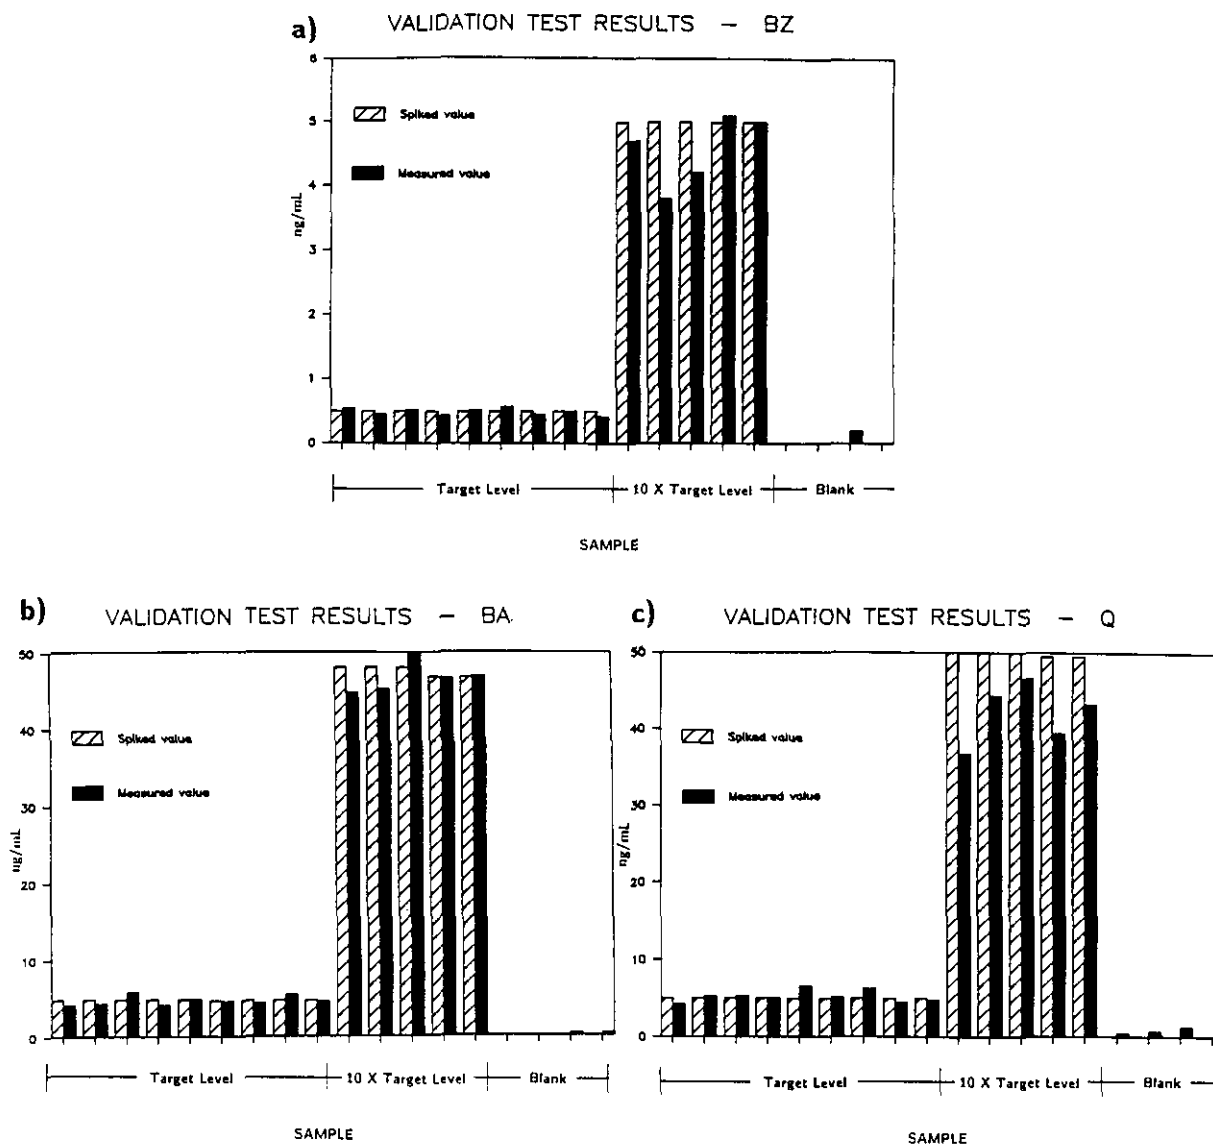 a) VALIDATION TEST RESULTS - BZ
6
5
4
3
2
1
0
ng/mL
Spiked value
Measured value
Target Level
10 X Target Level
Blank
SAMPLE
b) VALIDATION TEST RESULTS - BA
50
40
30
20
10
0
ng/mL
Spiked value
Measured value
Target Level
10 X Target Level
Blank
SAMPLE
c) VALIDATION TEST RESULTS - Q
50
40
30
20
10
0
ng/mL
Spiked value
Measured value
Target Level
10 X Target Level
Blank
SAMPLE